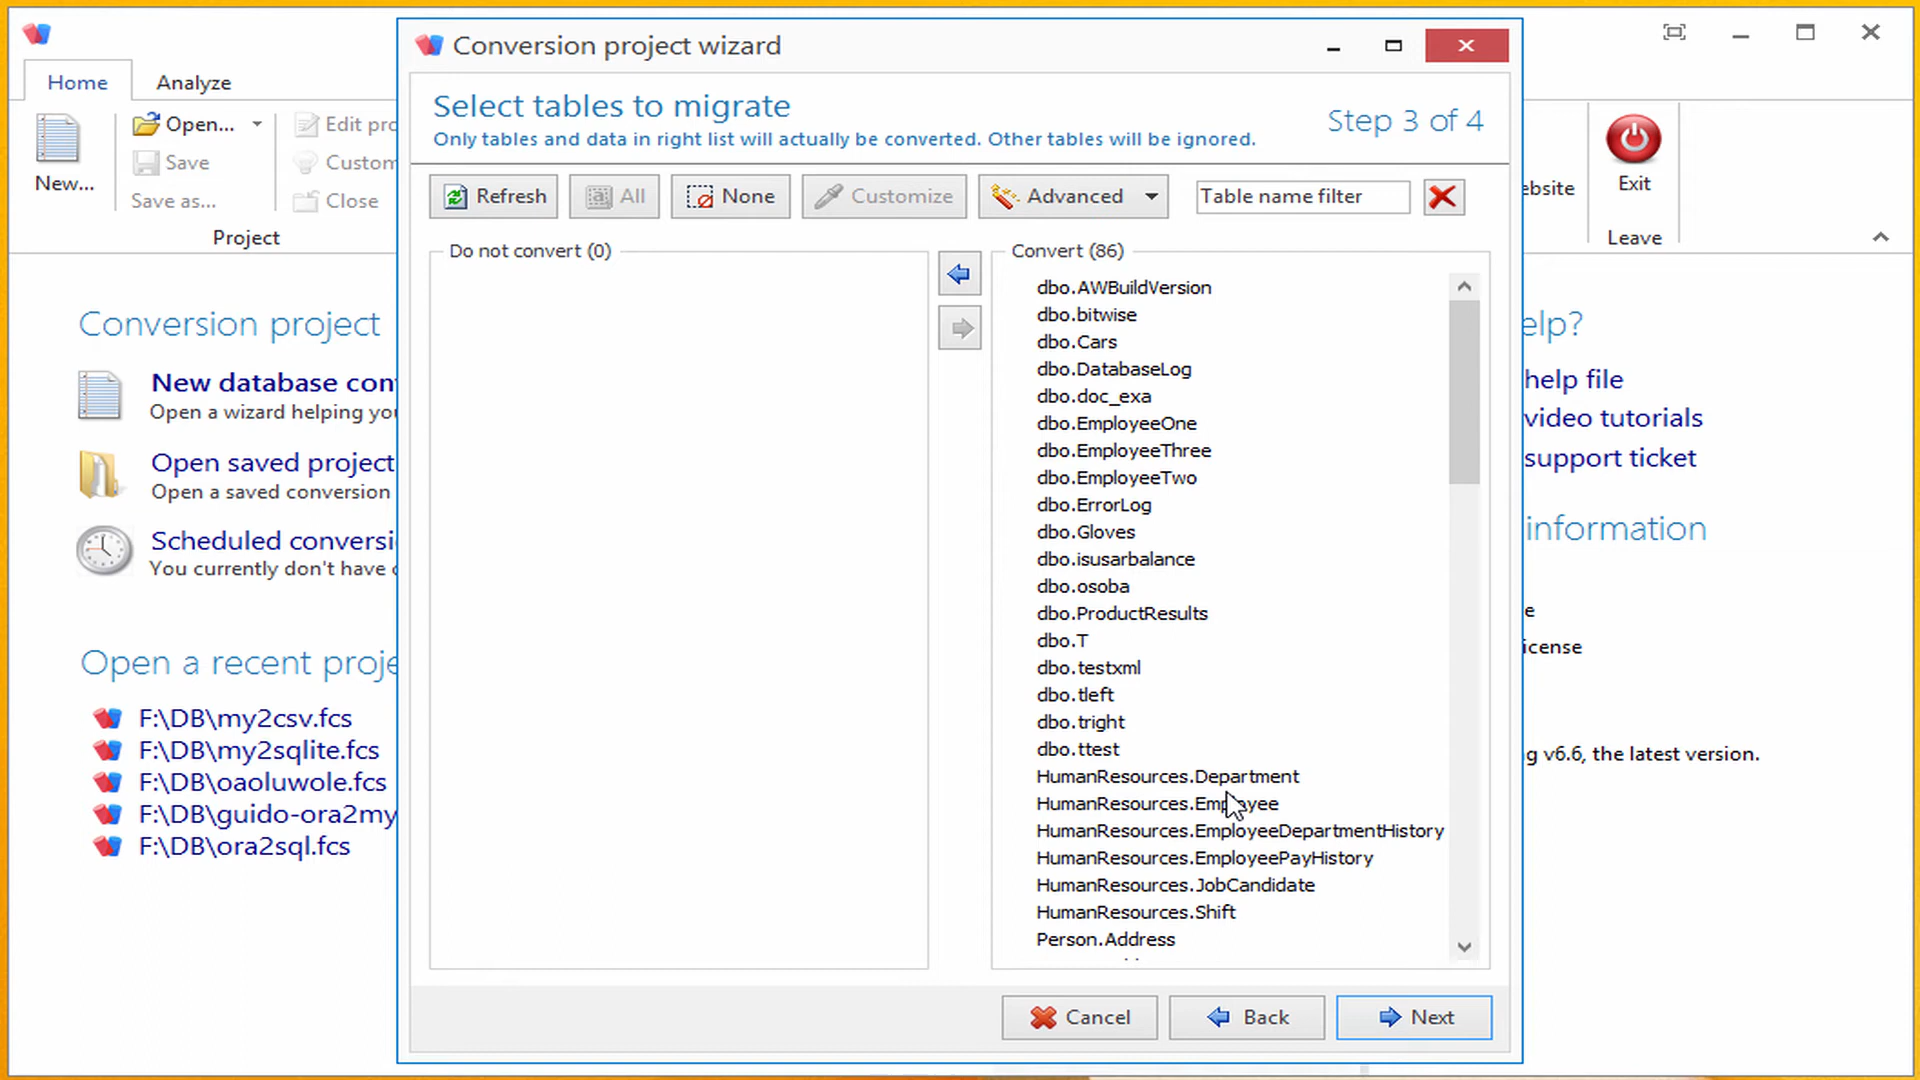 Conversion project wizard
Home
Analyze
New...
Open...
Save
Save as...
Edit pro
Custom
Close
Project
ebsite
Exit
Leave
Select tables to migrate
Only tables and data in right list will actually be converted. Other tables will be ignored.
Step 3 of 4
Refresh
All
None
Customize
Advanced
Table name filter
Do not convert (0)
Convert (86)
dbo.AWBuildVersion
dbo.bitwise
dbo.Cars
dbo.DatabaseLog
dbo.doc_exa
dbo.EmployeeOne
dbo.EmployeeThree
dbo.EmployeeTwo
dbo.ErrorLog
dbo.Gloves
dbo.isusarbalance
dbo.osoba
dbo.ProductResults
dbo.T
dbo.testxml
dbo.tleft
dbo.tright
dbo.ttest
HumanResources.Department
HumanResources.Employee
HumanResources.EmployeeDepartmentHistory
HumanResources.EmployeePayHistory
HumanResources.JobCandidate
HumanResources.Shift
Person.Address
Cancel
Back
Next
Conversion project
New database con
Open a wizard helping you
Open saved project
Open a saved conversion
Scheduled conversi
You currently don't have c
Open a recent proje
F:\DB\my2csv.fcs
F:\DB\my2sqlite.fcs
F:\DB\oaoluwole.fcs
F:\DB\guido-ora2my
F:\DB\ora2sql.fcs
elp?
help file
video tutorials
support ticket
information
e
icense
g v6.6, the latest version.